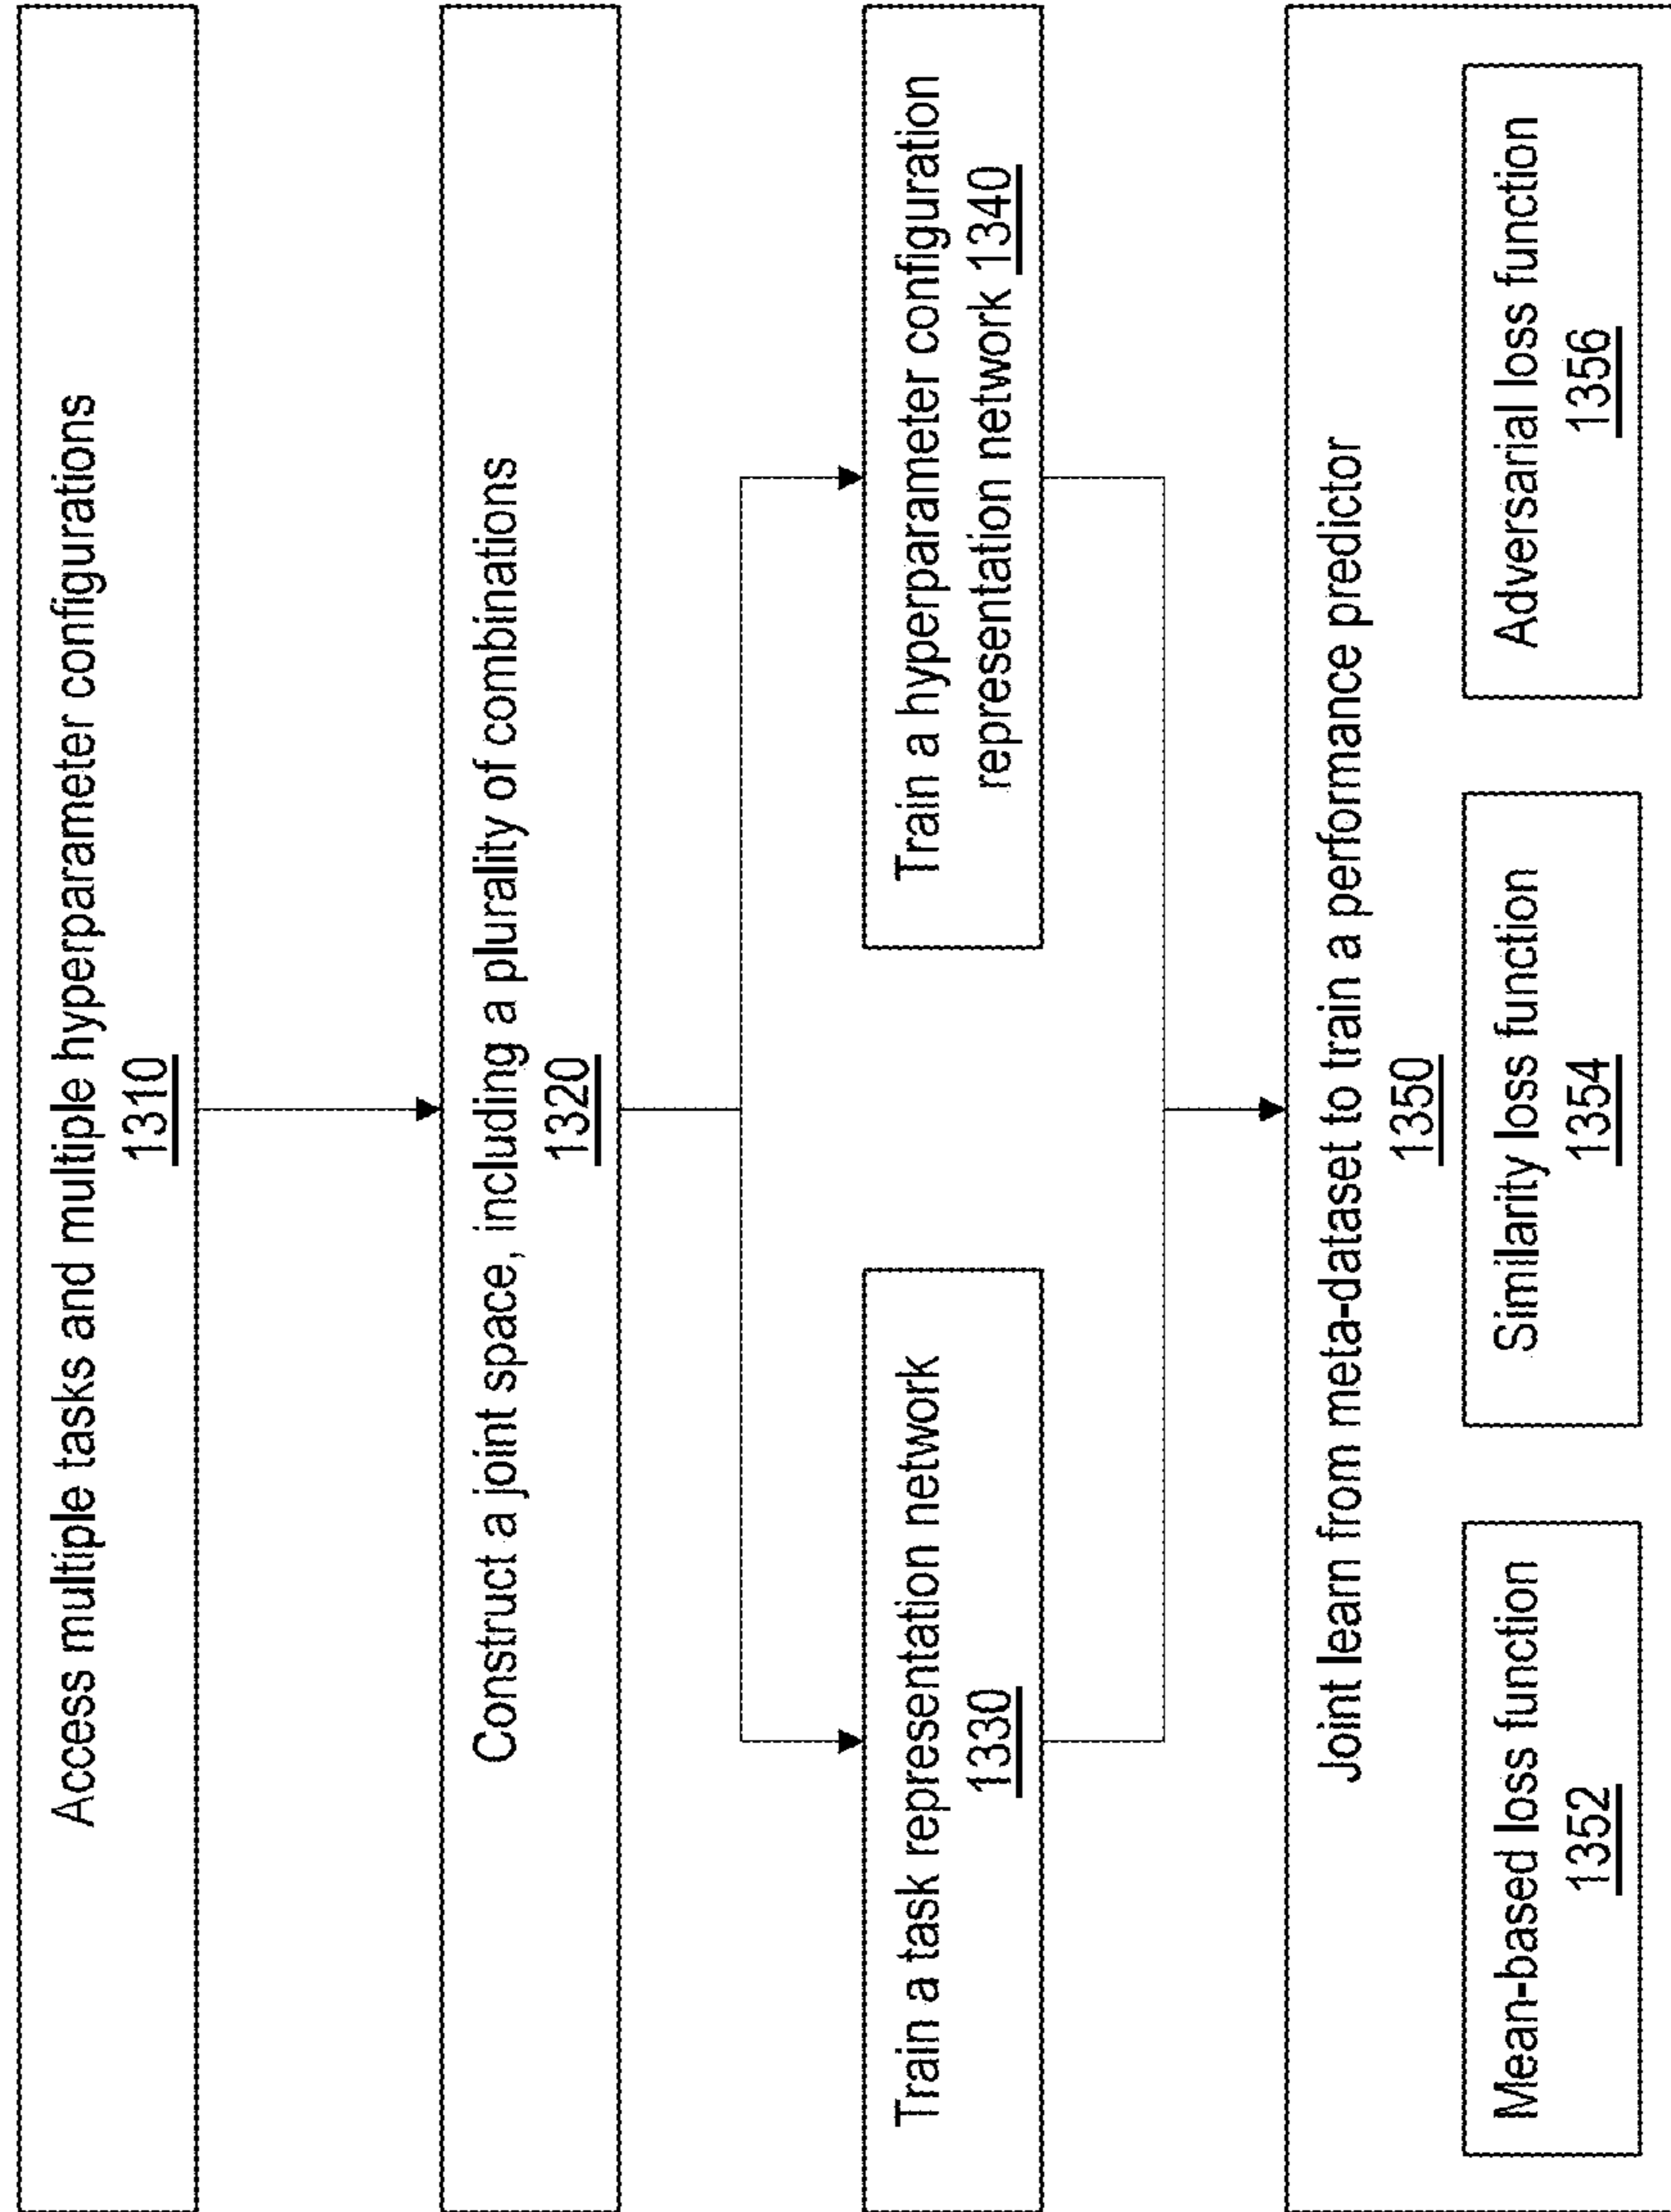 Access multiple tasks and multiple hyperparameter configurations
1310
Construct a joint space, including a plurality of combinations
1320
Train a task representation network
1330
Train a hyperparameter configuration
representation network 1340
Joint learn from meta-dataset to train a performance predictor
1350
Mean-based loss function
1352
Similarity loss function
1354
Adversarial loss function
1356